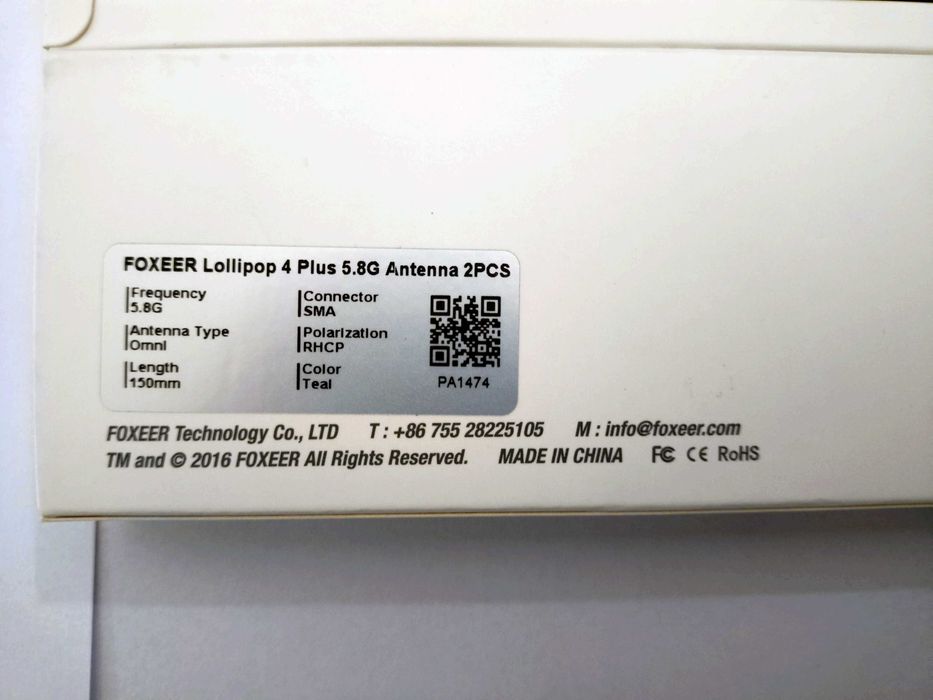 FOXEER Lollipop 4 Plus 5.8G Antenna 2PCS
Frequency
5.8G
Connector
SMA
Antenna Type
Omni
Polarization
RHCP
Length
150mm
Color
Teal
PA1474
FOXEER Technology Co., LTD T : +86 755 28225105 M : info@foxeer.com
TM and © 2016 FOXEER All Rights Reserved. MADE IN CHINA FC CE RoHS